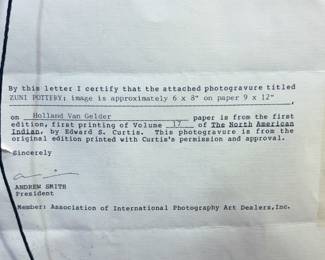 By this letter I certify that the attached photogravure titled
ZUNI POTTERY: image is approximately 6 x 8" on paper 9 x 12"
on Holland Van Gelder paper is from the first
edition, first printing of Volume 17 of The North American
Indian, by Edward S. Curtis. This photogravure is from the
original edition printed with Curtis's permission and approval.
Sincerely
ANDREW SMITH
President
Member: Association of International Photography Art Dealers,Inc.